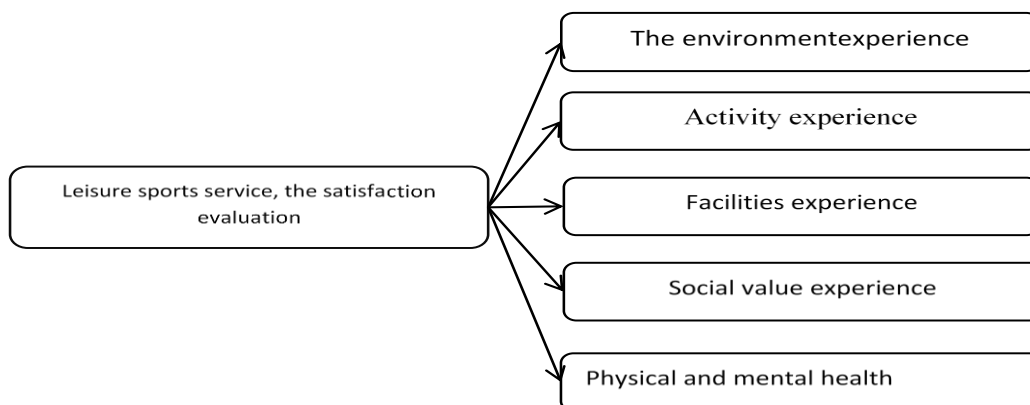 The environmentexperience
Activity experience
Leisure sports service, the satisfaction
evaluation
Facilities experience
Social value experience
Physical and mental health